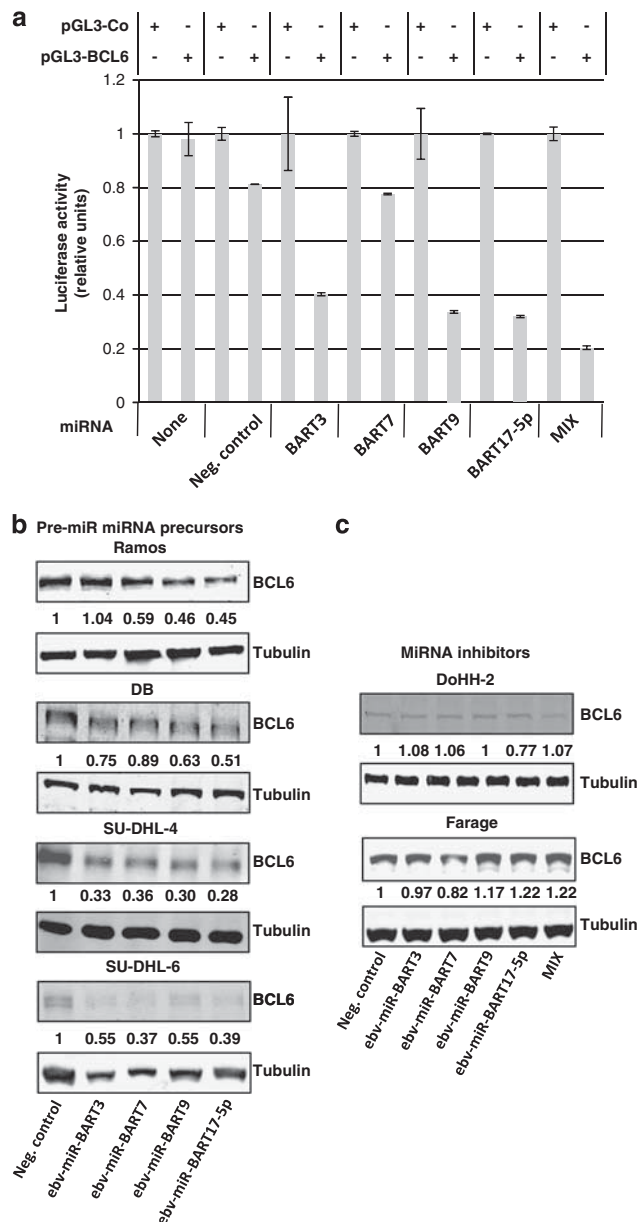 a
pGL3-Co + - + - + - + - + - + - + -
pGL3-BCL6 - + - + - + - + - + - + - +
Luciferase activity
(relative units)
1.2
1
0.8
0.6
0.4
0.2
0
miRNA None Neg. control BART3 BART7 BART9 BART17-5p MIX
b
Pre-miR miRNA precursors
Ramos
BCL6
1 1.04 0.59 0.46 0.45
Tubulin
DB
BCL6
1 0.75 0.89 0.63 0.51
Tubulin
SU-DHL-4
BCL6
1 0.33 0.36 0.30 0.28
Tubulin
SU-DHL-6
BCL6
1 0.55 0.37 0.55 0.39
Tubulin
Neg. control
ebv-miR-BART3
ebv-miR-BART7
ebv-miR-BART9
ebv-miR-BART17-5p
c
MiRNA inhibitors
DoHH-2
BCL6
1 1.08 1.06 1 0.77 1.07
Tubulin
Farage
BCL6
1 0.97 0.82 1.17 1.22 1.22
Tubulin
Neg. control
ebv-miR-BART3
ebv-miR-BART7
ebv-miR-BART9
ebv-miR-BART17-5p
MIX